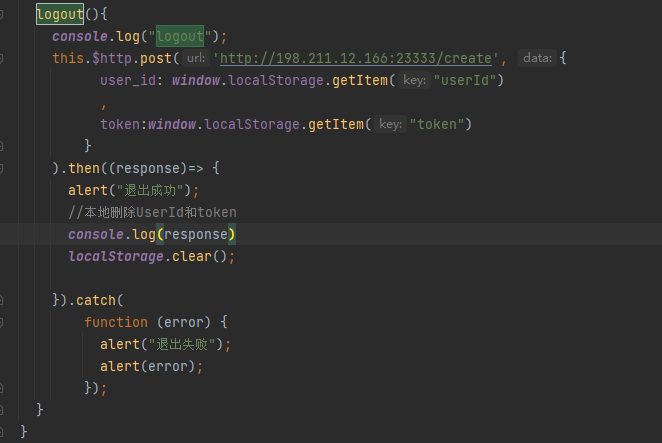 logout(){
console.log("logout");
this.$http.post( url: 'http://198.211.12.166:23333/create', data: {
user_id: window.localStorage.getItem( key: "userId")
,
token:window.localStorage.getItem( key: "token")
}
).then((response)=> {
alert("退出成功");
//本地删除UserId和token
console.log(response)
localStorage.clear();
}).catch(
function (error) {
alert("退出失败");
alert(error);
});
}
}